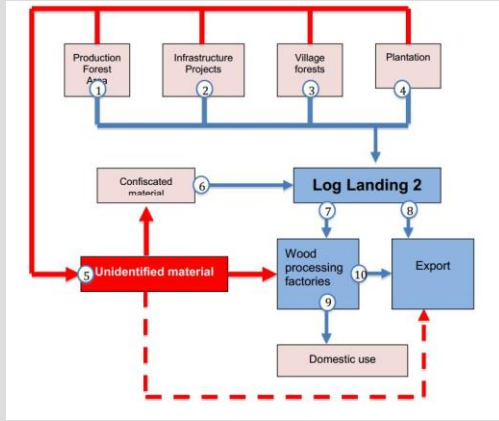 Production
Forest
Area
1
Infrastructure
Projects
2
Village
forests
3
Plantation
4
Confiscated
material
6
Log Landing 2
7
8
5
Unidentified material
Wood
processing
factories
10
9
Export
Domestic use